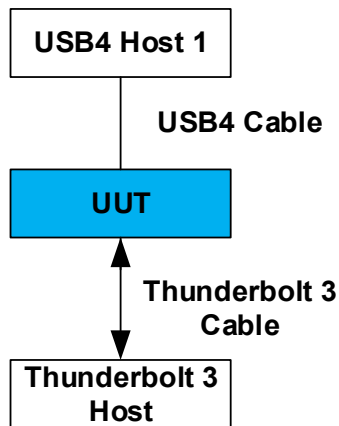 USB4 Host 1
USB4 Cable
UUT
Thunderbolt 3
Cable
Thunderbolt 3
Host